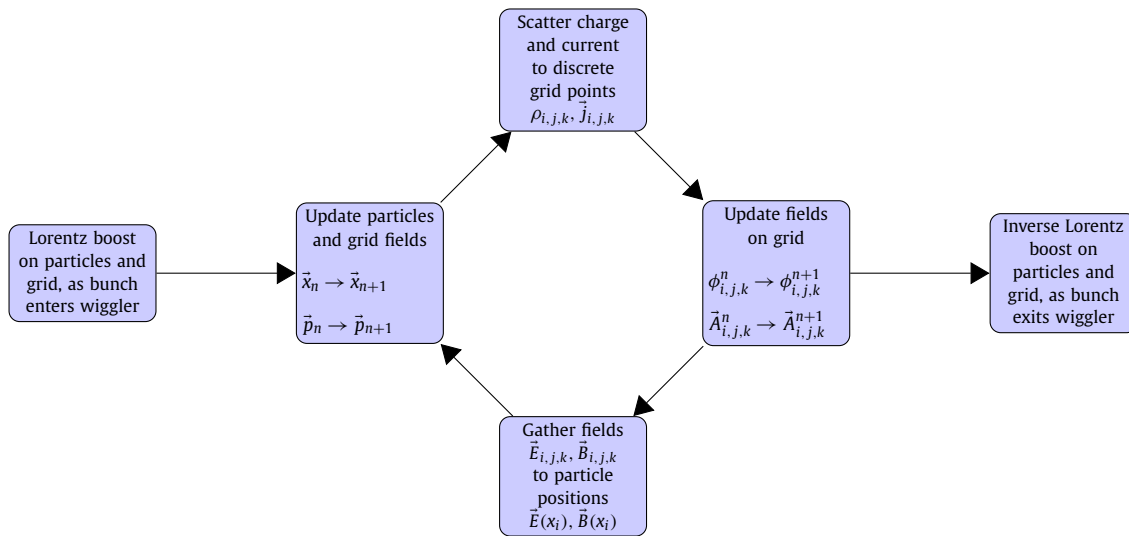 Scatter charge
and current
to discrete
grid points
ρ_{i,j,k}, \vec{j}_{i,j,k}
Lorentz boost
on particles and
grid, as bunch
enters wiggler
Update particles
and grid fields
\vec{x}_n → \vec{x}_{n+1}
\vec{p}_n → \vec{p}_{n+1}
Update fields
on grid
ϕ^n_{i,j,k} → ϕ^{n+1}_{i,j,k}
\vec{A}^n_{i,j,k} → \vec{A}^{n+1}_{i,j,k}
Inverse Lorentz
boost on
particles and
grid, as bunch
exits wiggler
Gather fields
\vec{E}_{i,j,k}, \vec{B}_{i,j,k}
to particle
positions
\vec{E}(x_i), \vec{B}(x_i)